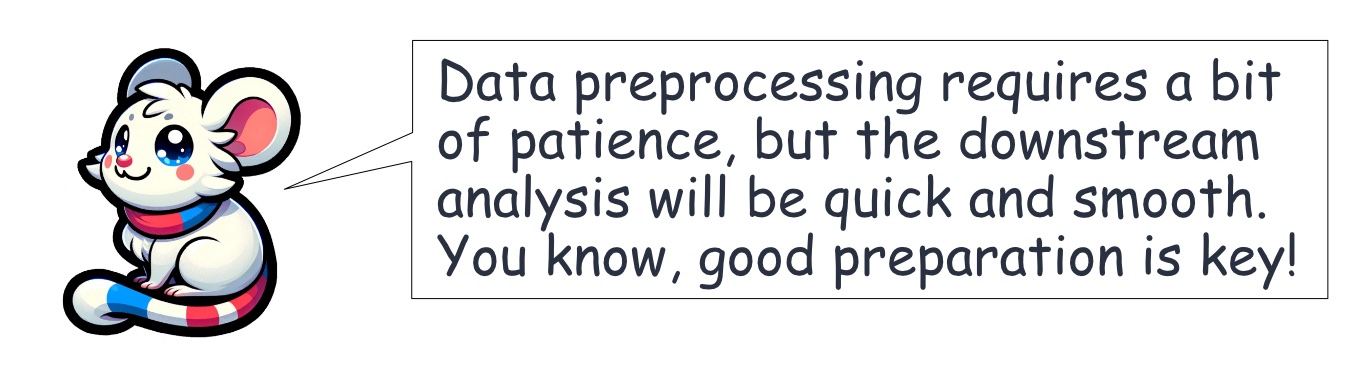 Data preprocessing requires a bit
of patience, but the downstream
analysis will be quick and smooth.
You know, good preparation is key!